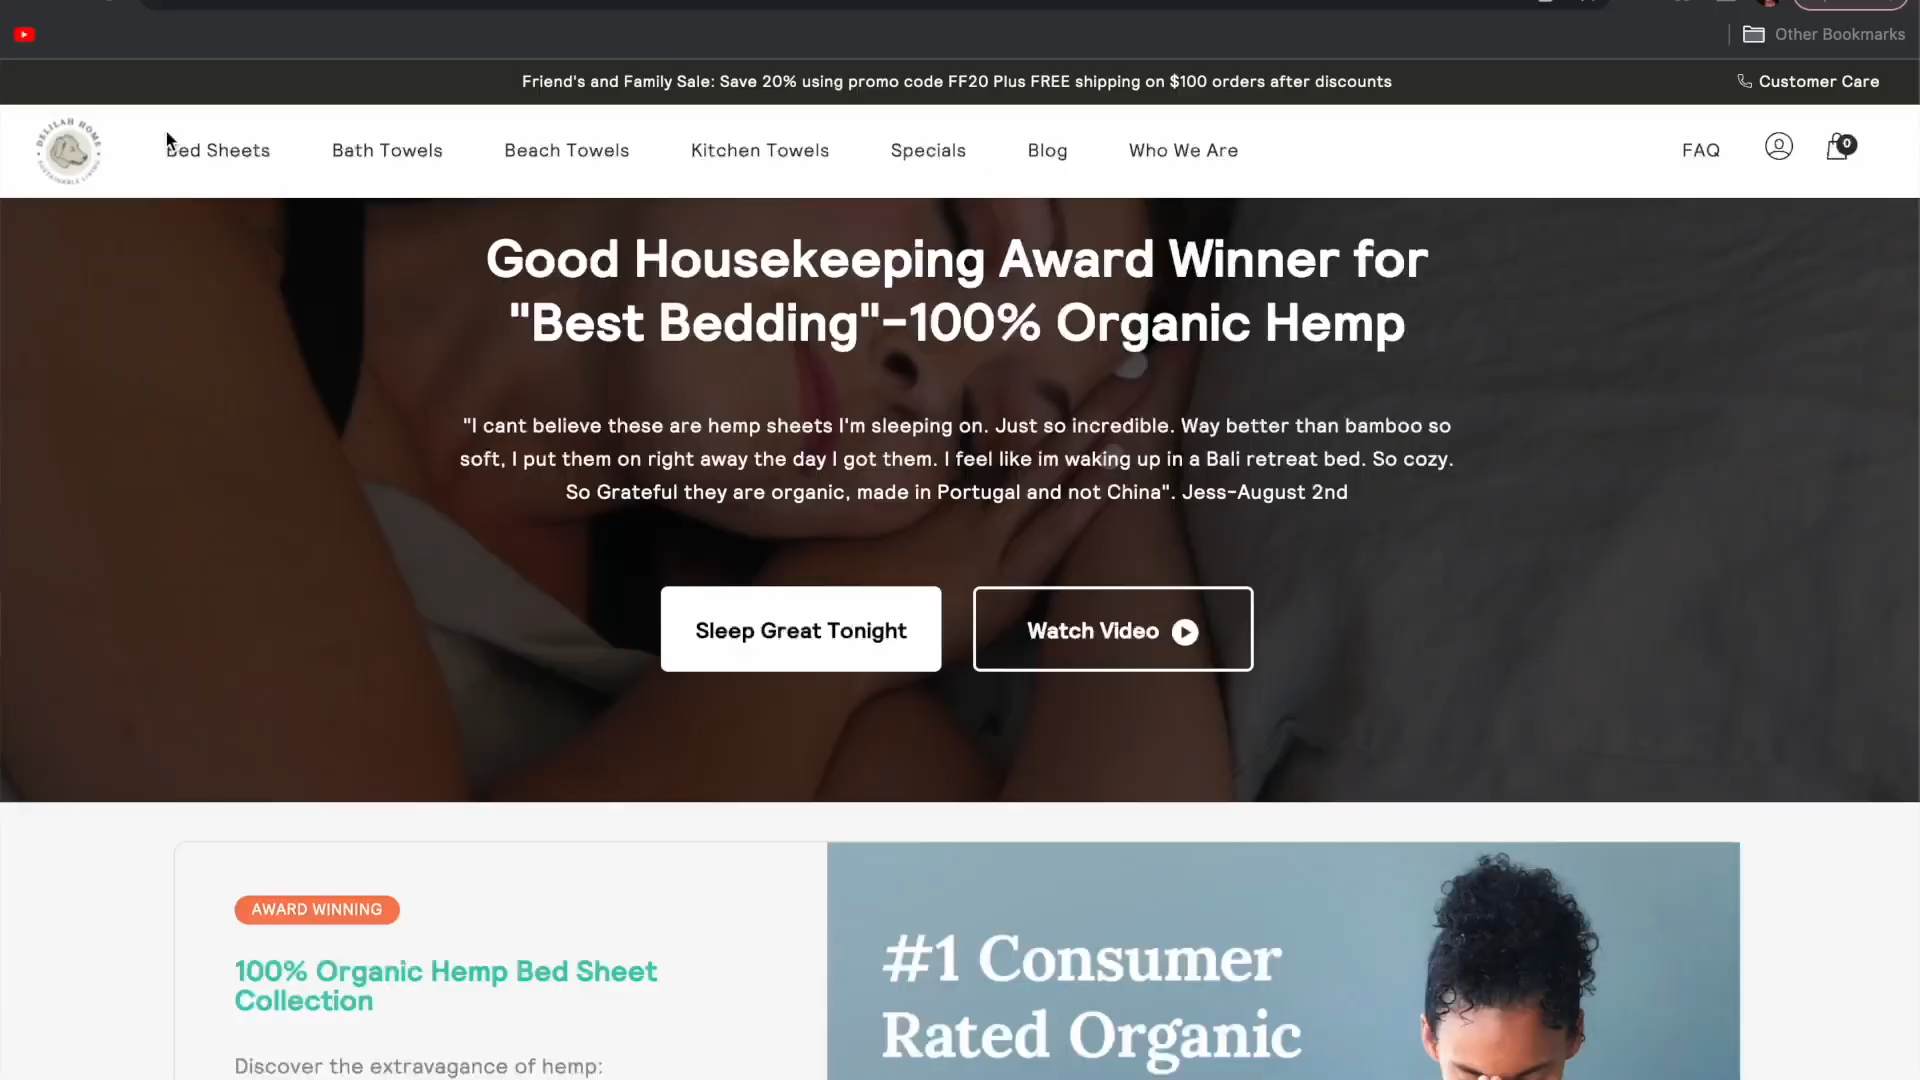 Other Bookmarks
Friend's and Family Sale: Save 20% using promo code FF20 Plus FREE shipping on $100 orders after discounts
Customer Care
DELILAH HOME
SUSTAINABLE LIVING
Bed Sheets
Bath Towels
Beach Towels
Kitchen Towels
Specials
Blog
Who We Are
FAQ
0
Good Housekeeping Award Winner for
"Best Bedding"-100% Organic Hemp
"I cant believe these are hemp sheets I'm sleeping on. Just so incredible. Way better than bamboo so
soft, I put them on right away the day I got them. I feel like im waking up in a Bali retreat bed. So cozy.
So Grateful they are organic, made in Portugal and not China". Jess-August 2nd
Sleep Great Tonight
Watch Video
AWARD WINNING
100% Organic Hemp Bed Sheet
Collection
Discover the extravagance of hemp:
#1 Consumer
Rated Organic